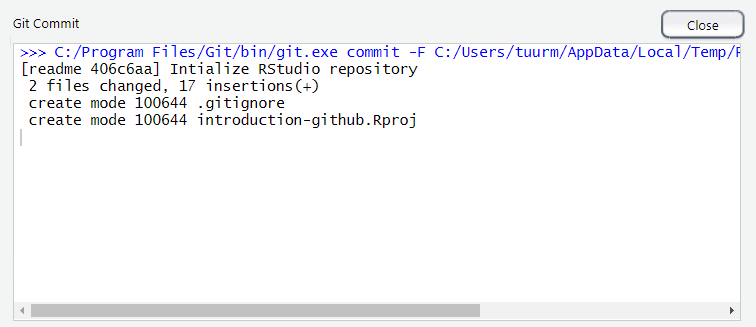 Git Commit
Close
>>> C:/Program Files/Git/bin/git.exe commit -F C:/Users/tuurm/AppData/Local/Temp/R
[readme 406c6aa] Intialize RStudio repository
2 files changed, 17 insertions(+)
create mode 100644 .gitignore
create mode 100644 introduction-github.Rproj